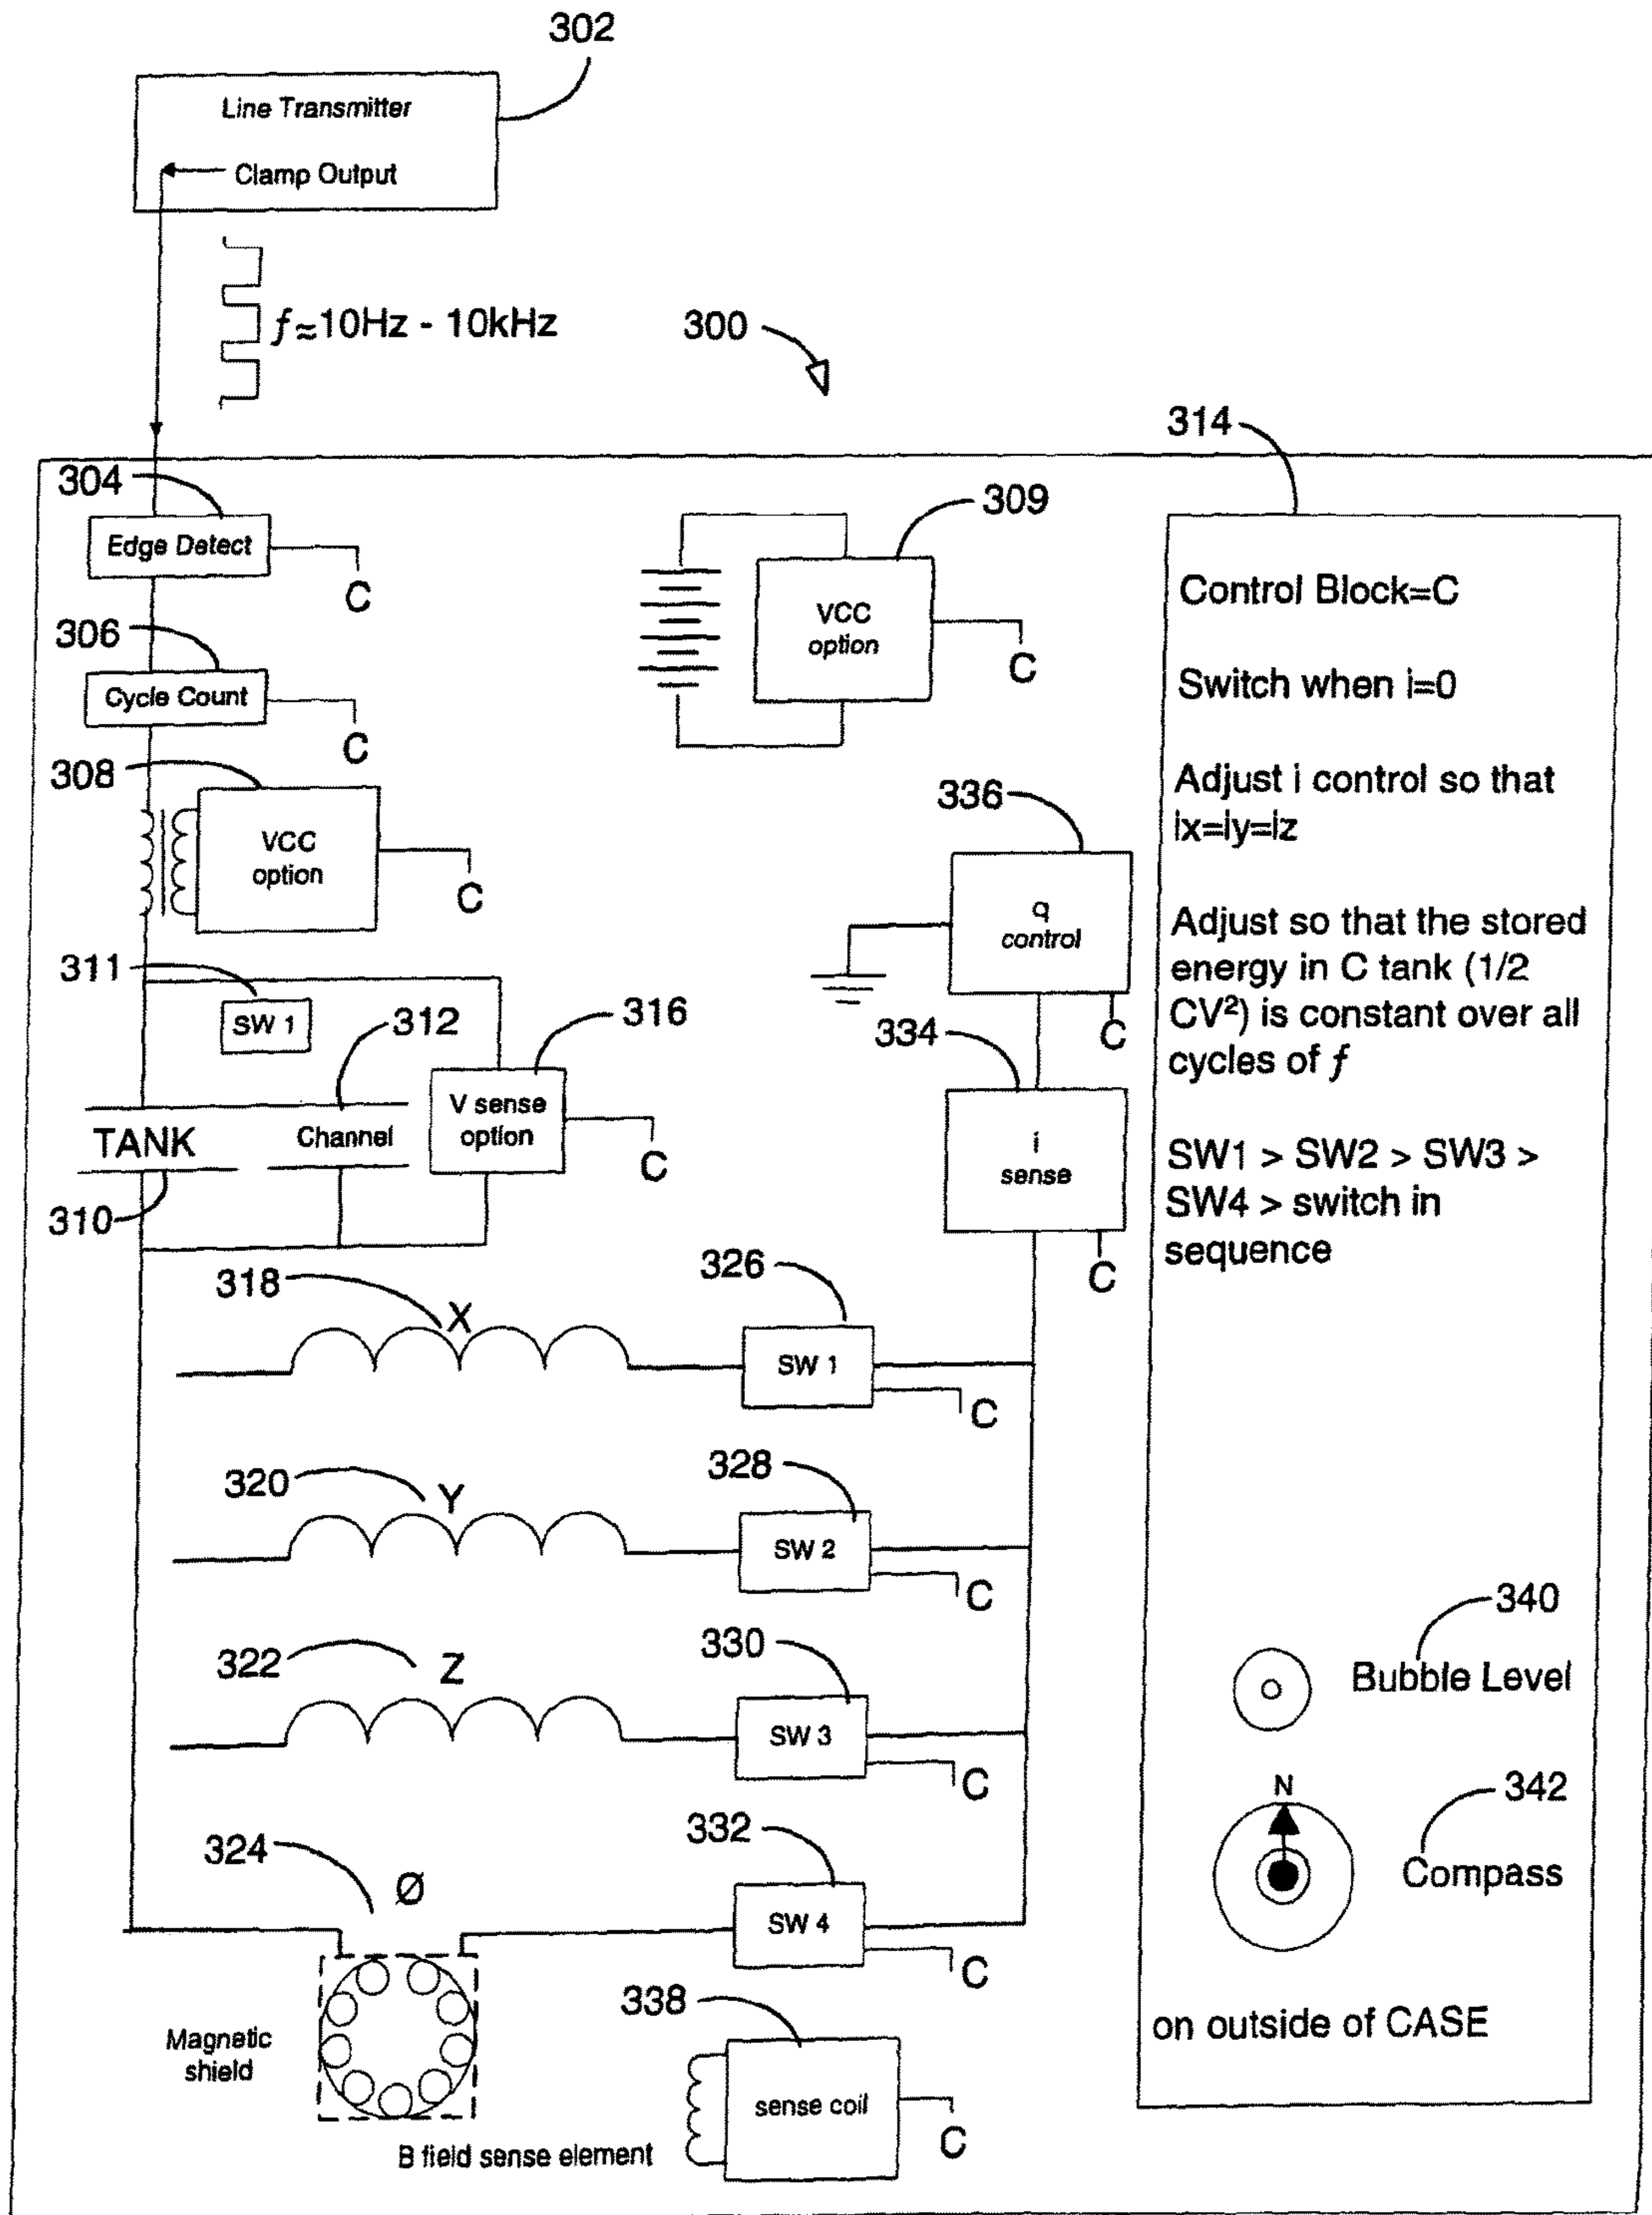 302
Line Transmitter
Clamp Output
f≈10Hz - 10kHz
300
314
304
Edge Detect
C
309
VCC
option
C
306
Cycle Count
C
308
VCC
option
C
336
q
control
C
311
SW 1
312
316
V sense
option
C
334
i
sense
C
TANK
Channel
310
318
X
326
SW 1
C
320
Y
328
SW 2
C
322
Z
330
SW 3
C
324
Ø
332
SW 4
C
Magnetic
shield
338
sense coil
C
B field sense element
Control Block=C
Switch when i=0
Adjust i control so that
ix=iy=iz
Adjust so that the stored
energy in C tank (1/2
CV²) is constant over all
cycles of f
SW1 > SW2 > SW3 >
SW4 > switch in
sequence
340
Bubble Level
N
342
Compass
on outside of CASE